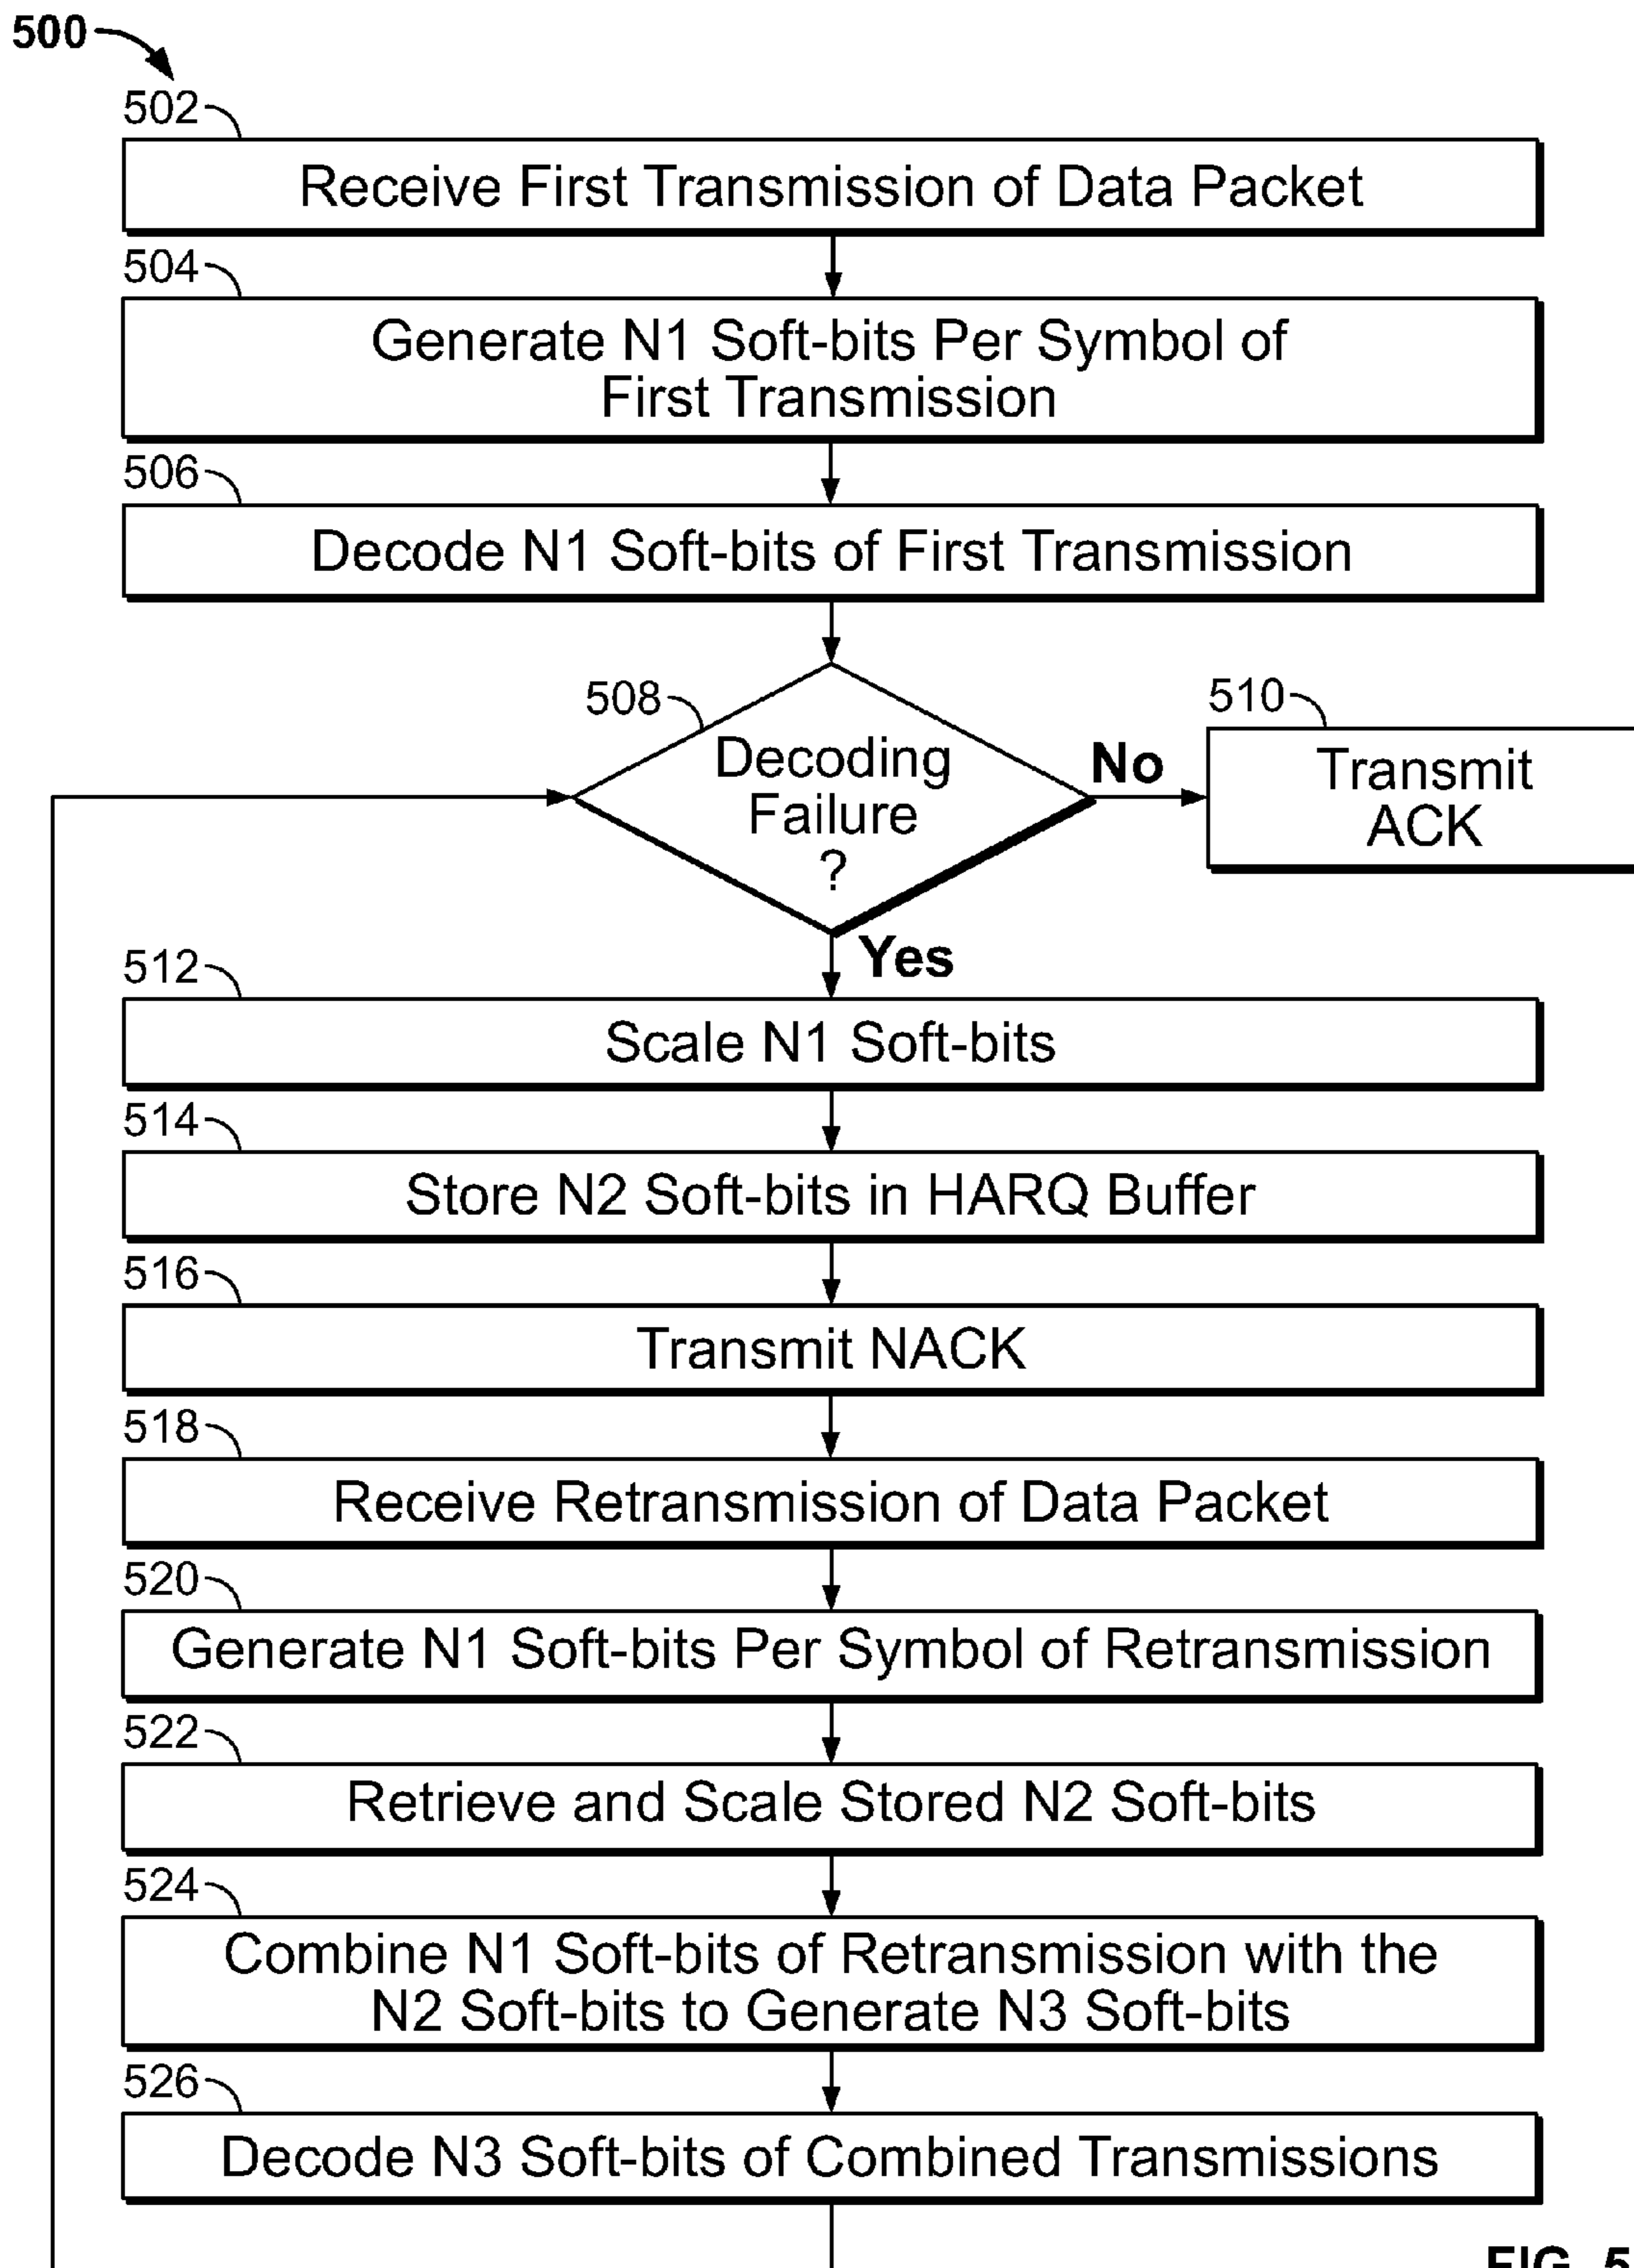 500
502
Receive First Transmission of Data Packet
504
Generate N1 Soft-bits Per Symbol of
First Transmission
506
Decode N1 Soft-bits of First Transmission
508
Decoding
Failure
?
No
510
Transmit
ACK
Yes
512
Scale N1 Soft-bits
514
Store N2 Soft-bits in HARQ Buffer
516
Transmit NACK
518
Receive Retransmission of Data Packet
520
Generate N1 Soft-bits Per Symbol of Retransmission
522
Retrieve and Scale Stored N2 Soft-bits
524
Combine N1 Soft-bits of Retransmission with the
N2 Soft-bits to Generate N3 Soft-bits
526
Decode N3 Soft-bits of Combined Transmissions
FIG. 5